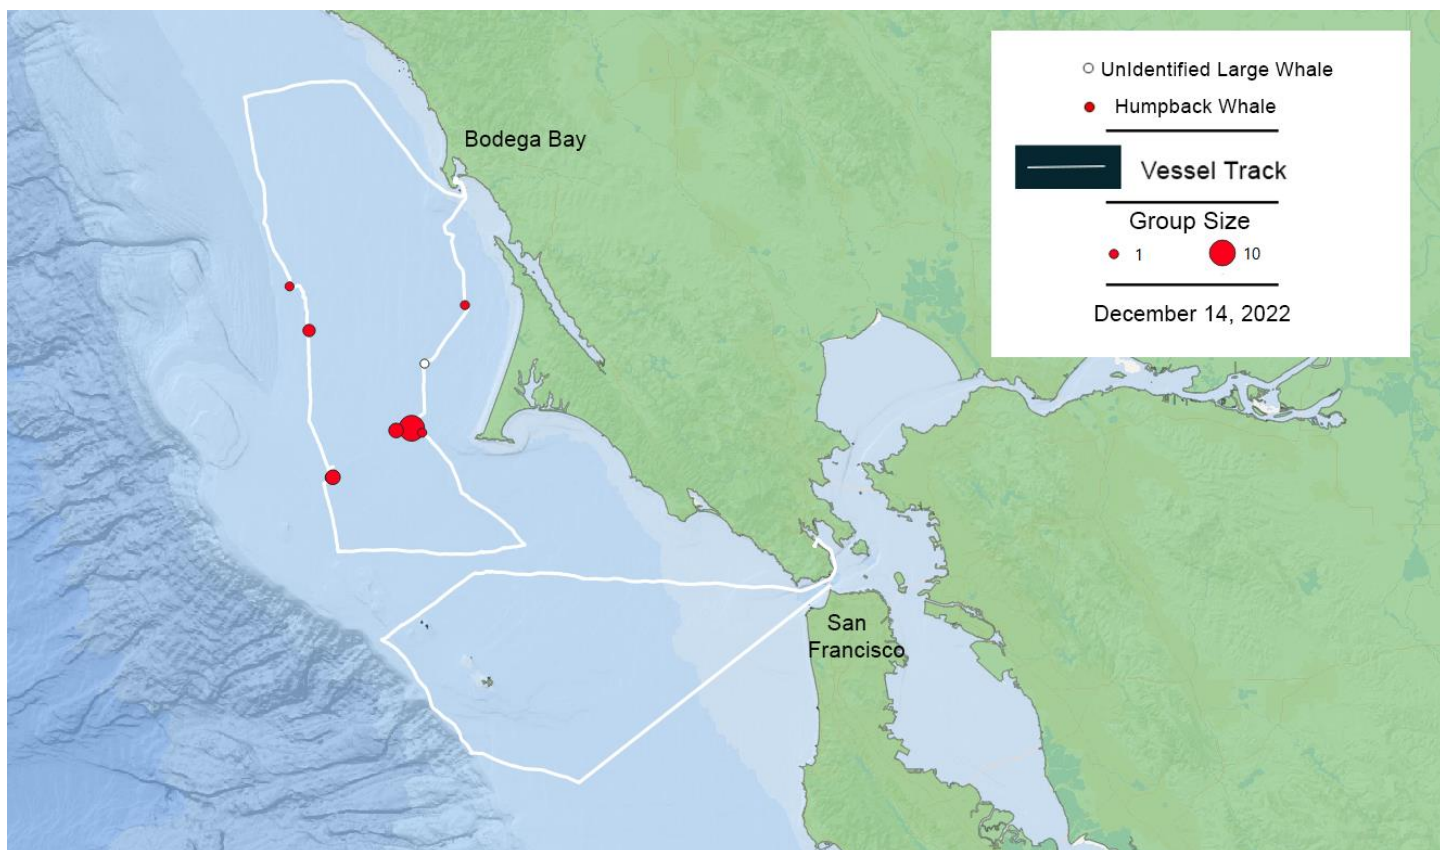 UnIdentified Large Whale
Humpback Whale
Vessel Track
Group Size
1 10
December 14, 2022
Bodega Bay
San
Francisco